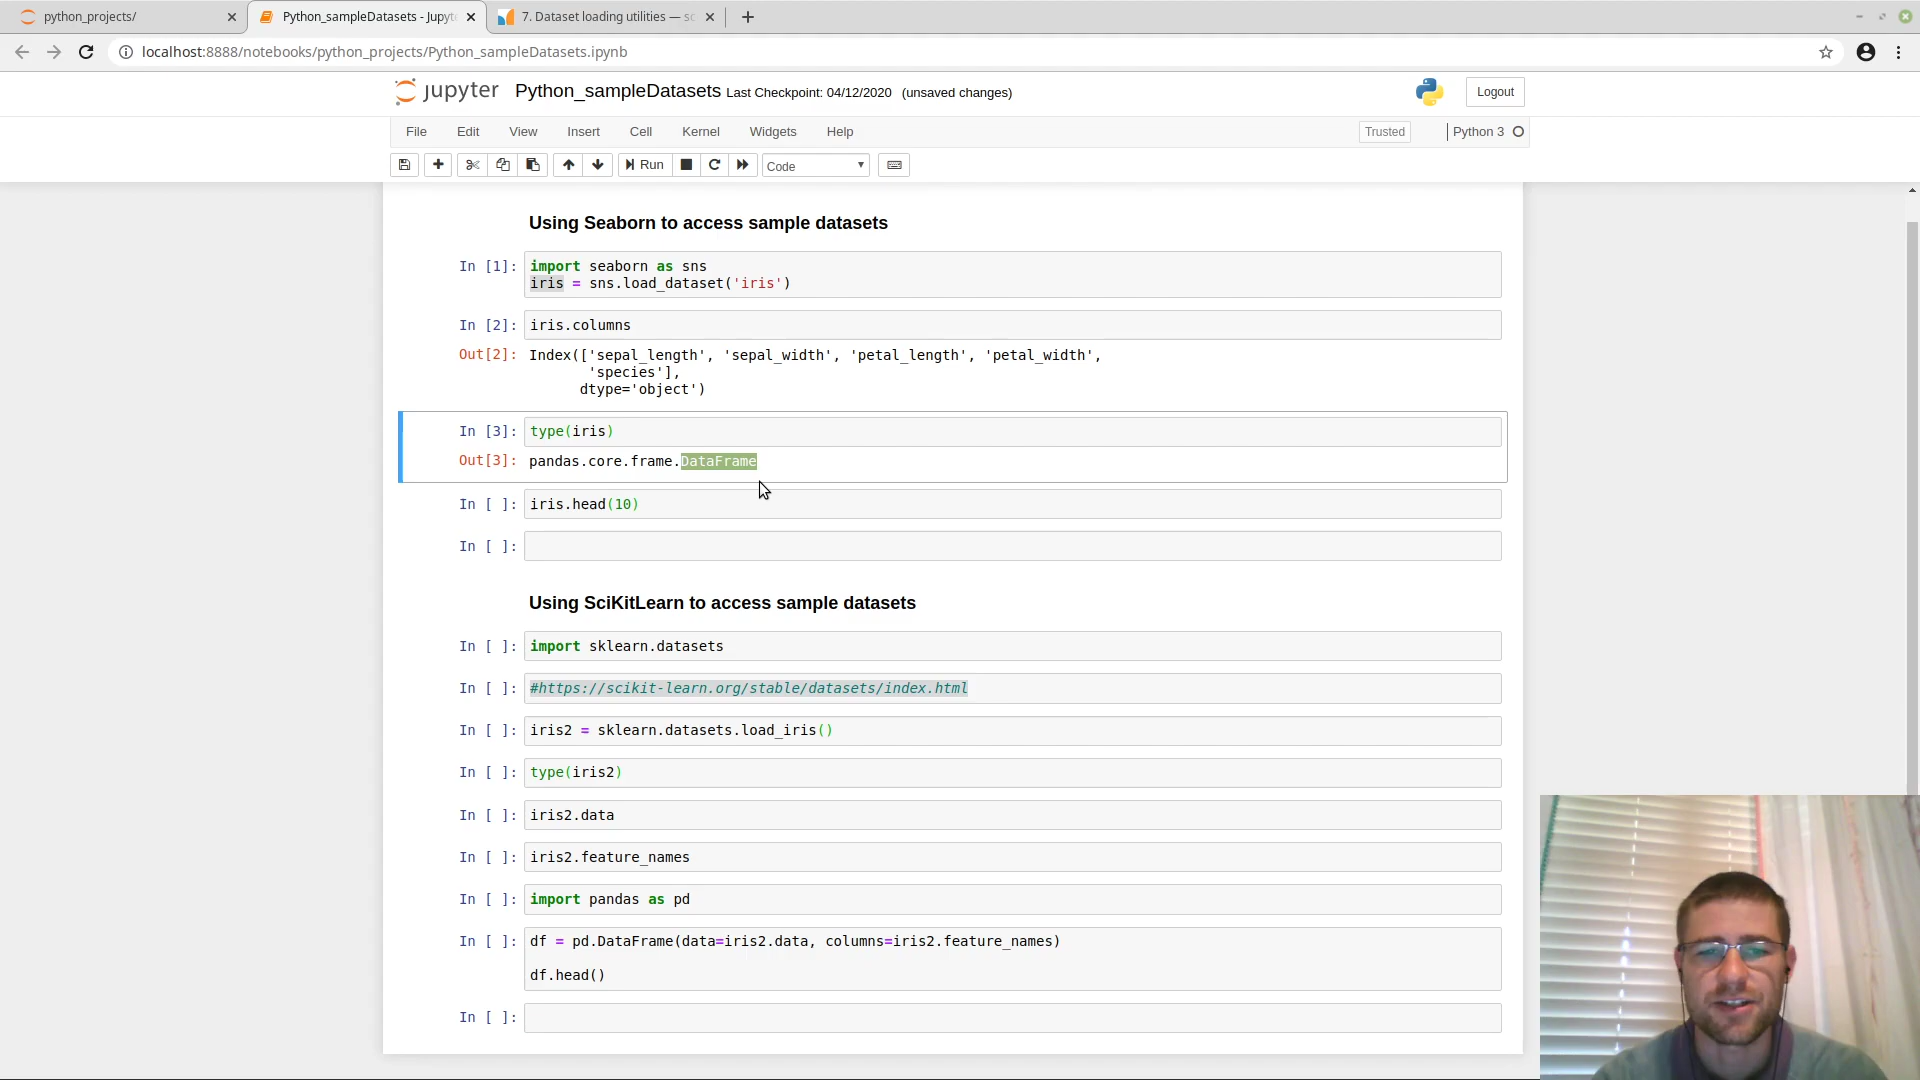 python_projects/
Python_sampleDatasets - Jupyte
7. Dataset loading utilities — sc
localhost:8888/notebooks/python_projects/Python_sampleDatasets.ipynb
jupyter Python_sampleDatasets Last Checkpoint: 04/12/2020 (unsaved changes)
Logout
File Edit View Insert Cell Kernel Widgets Help
Trusted
Python 3
Run
Code
Using Seaborn to access sample datasets
In [1]: import seaborn as sns
iris = sns.load_dataset('iris')
In [2]: iris.columns
Out[2]: Index(['sepal_length', 'sepal_width', 'petal_length', 'petal_width',
'species'],
dtype='object')
In [3]: type(iris)
Out[3]: pandas.core.frame.DataFrame
In [ ]: iris.head(10)
In [ ]:
Using SciKitLearn to access sample datasets
In [ ]: import sklearn.datasets
In [ ]: #https://scikit-learn.org/stable/datasets/index.html
In [ ]: iris2 = sklearn.datasets.load_iris()
In [ ]: type(iris2)
In [ ]: iris2.data
In [ ]: iris2.feature_names
In [ ]: import pandas as pd
In [ ]: df = pd.DataFrame(data=iris2.data, columns=iris2.feature_names)
df.head()
In [ ]: